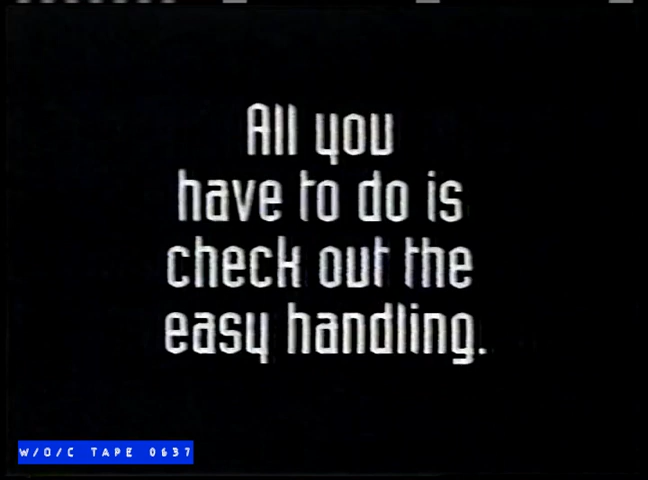 All you
have to do is
check out the
easy handling.
W/O/C TAPE 0637